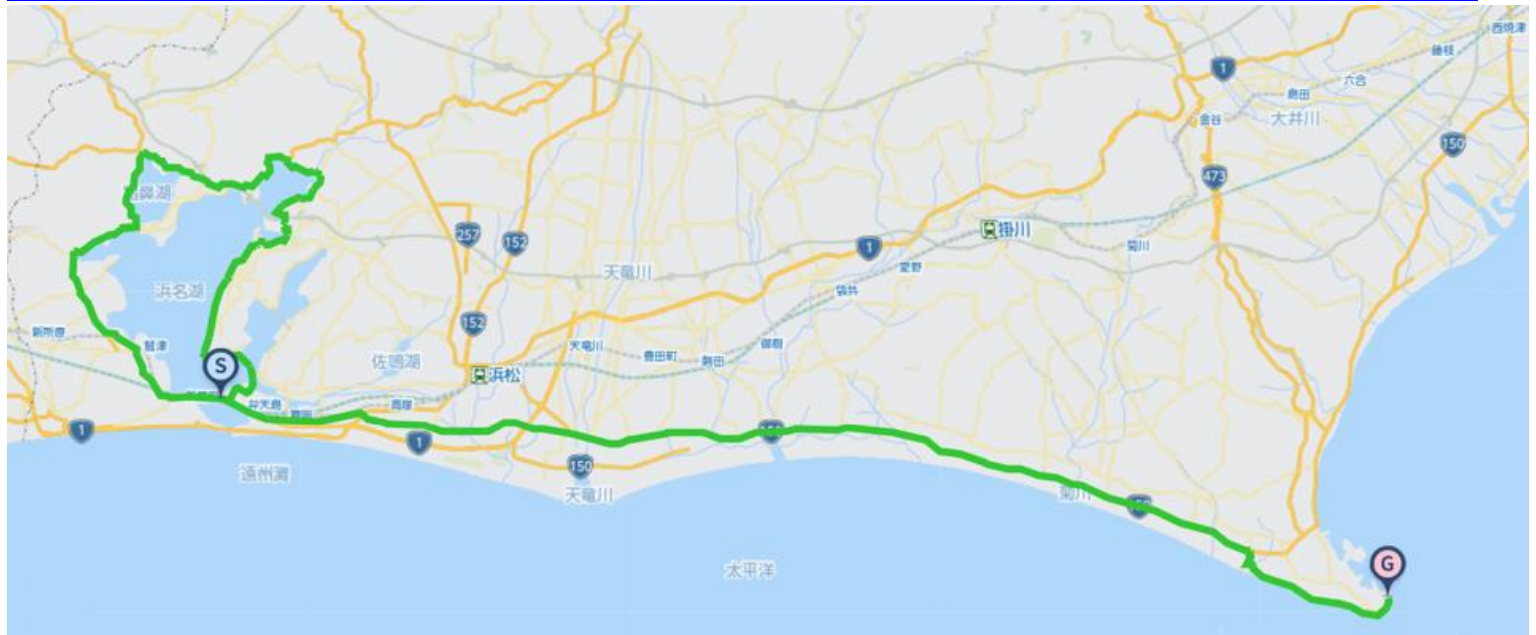 西焼津
藤枝
1
六合
島田
大井川
金谷
150
473
鼻湖
257
152
掛川
菊川
1
愛野
天竜川
袋井
浜名湖
152
新所原
鷲津
S
佐鳴湖
天竜川
豊田町
磐田
御厨
浜松
弁天島
舞阪
高塚
1
1
遠州灘
150
天竜川
菊川
太平洋
G